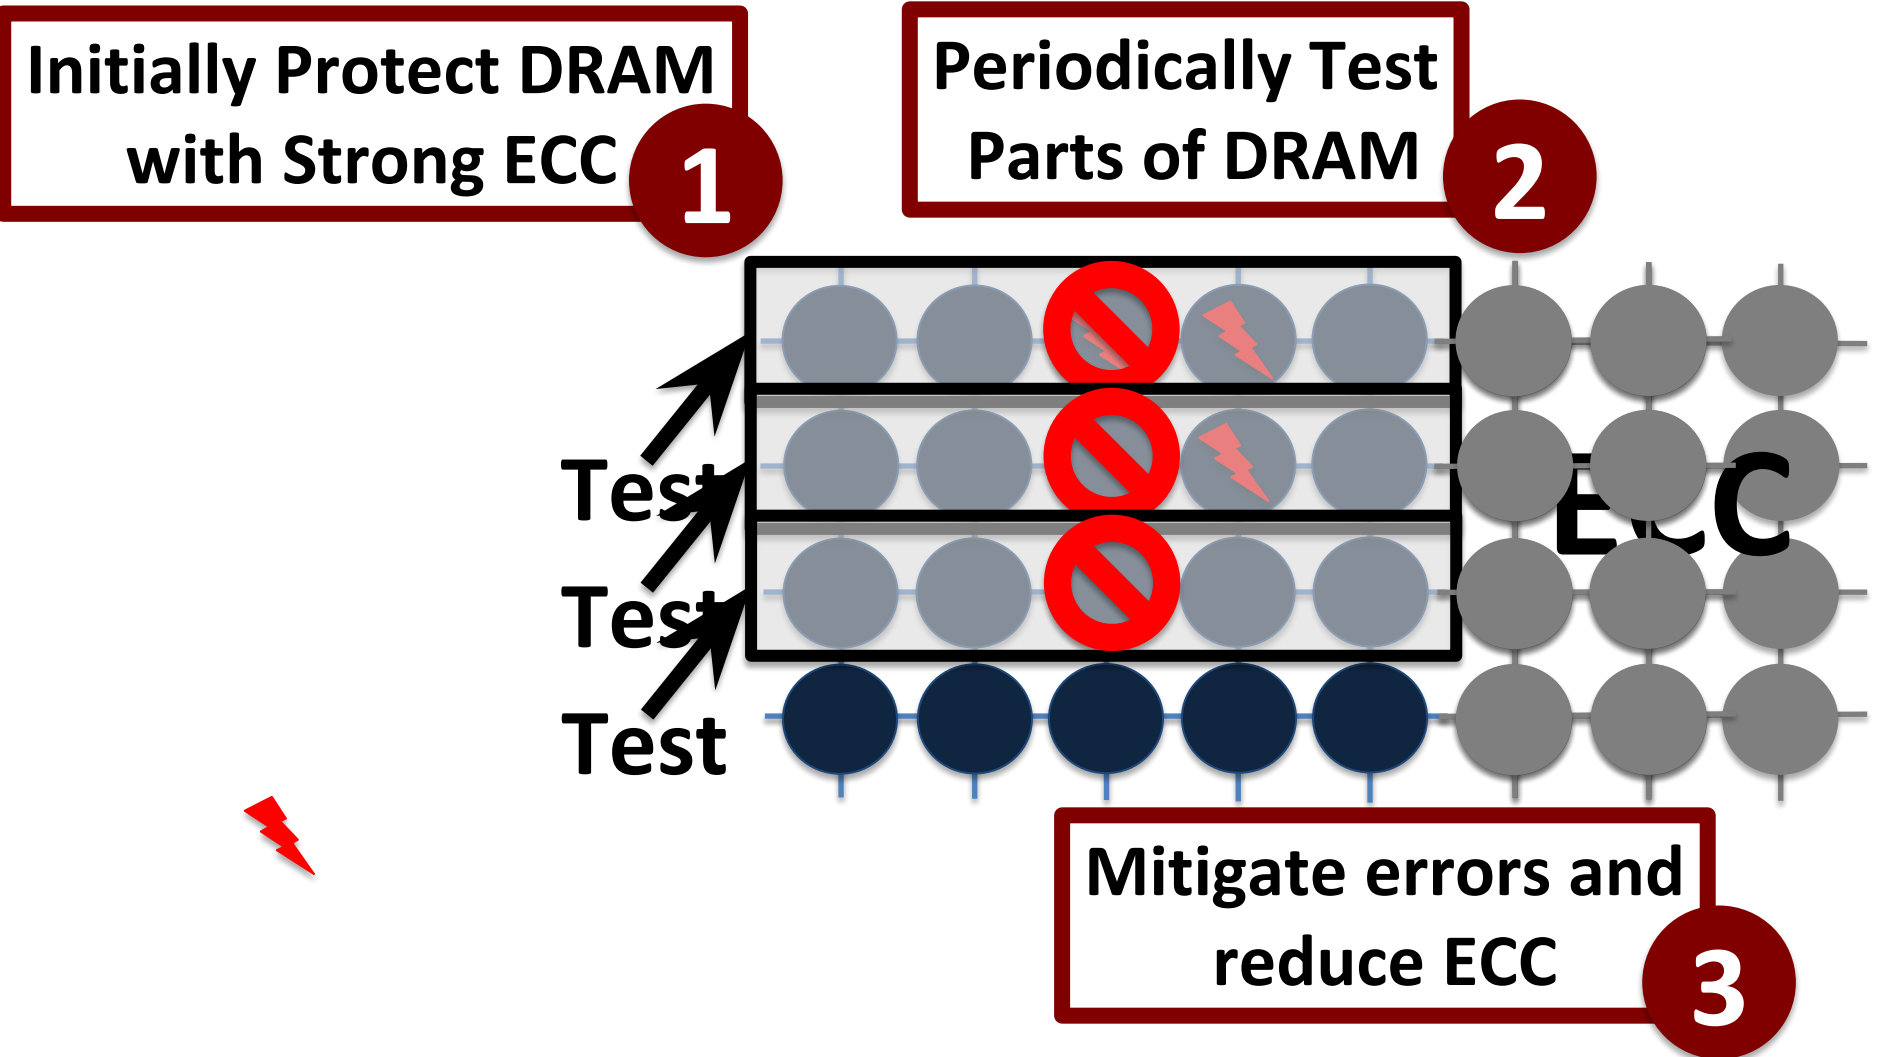 Initially Protect DRAM
with Strong ECC
1
Periodically Test
Parts of DRAM
2
Test
Test
Test
ECC
Mitigate errors and
reduce ECC
3